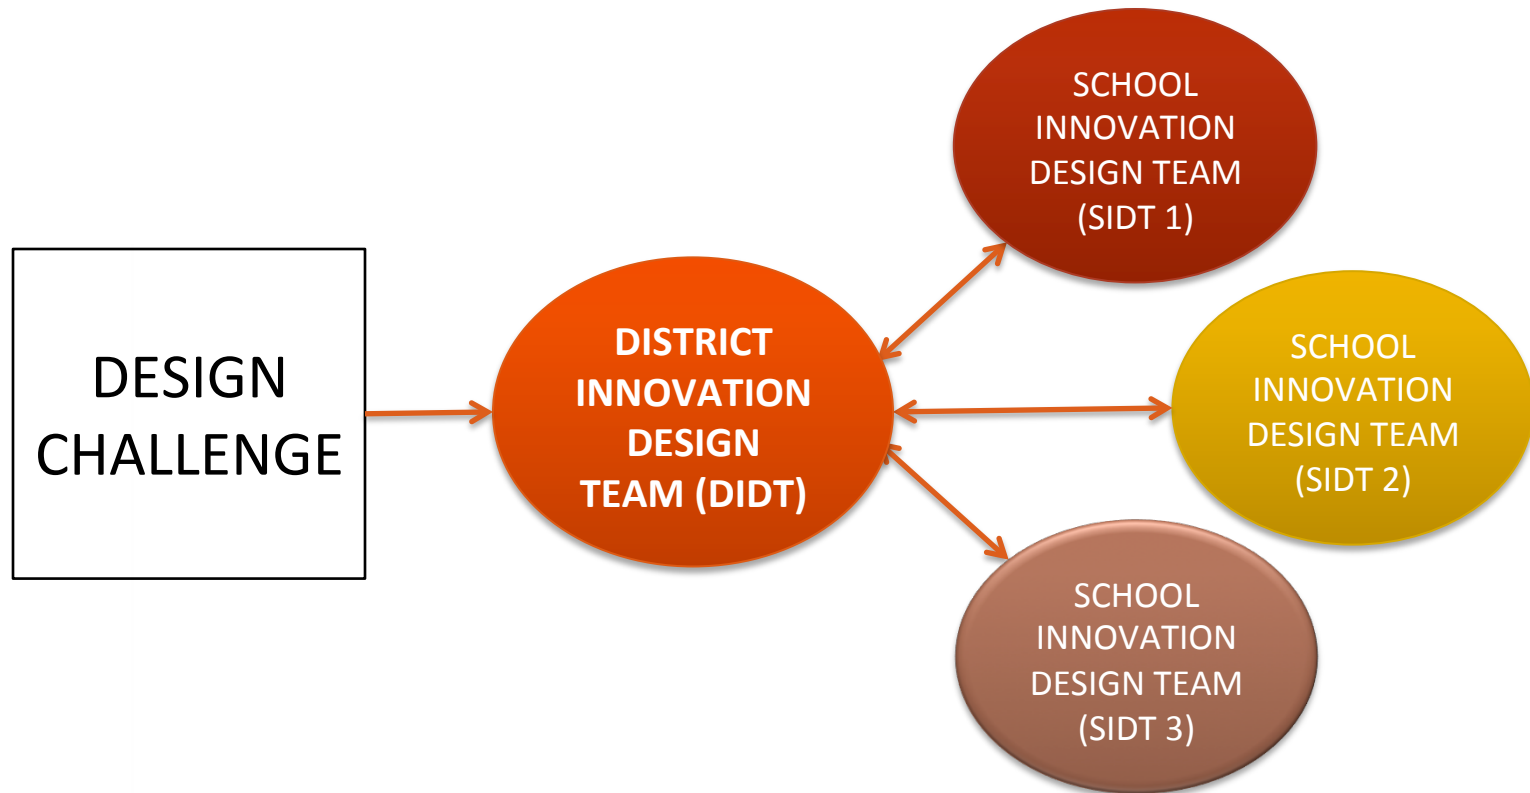 DESIGN
CHALLENGE
DISTRICT
INNOVATION
DESIGN
TEAM (DIDT)
SCHOOL
INNOVATION
DESIGN TEAM
(SIDT 1)
SCHOOL
INNOVATION
DESIGN TEAM
(SIDT 2)
SCHOOL
INNOVATION
DESIGN TEAM
(SIDT 3)